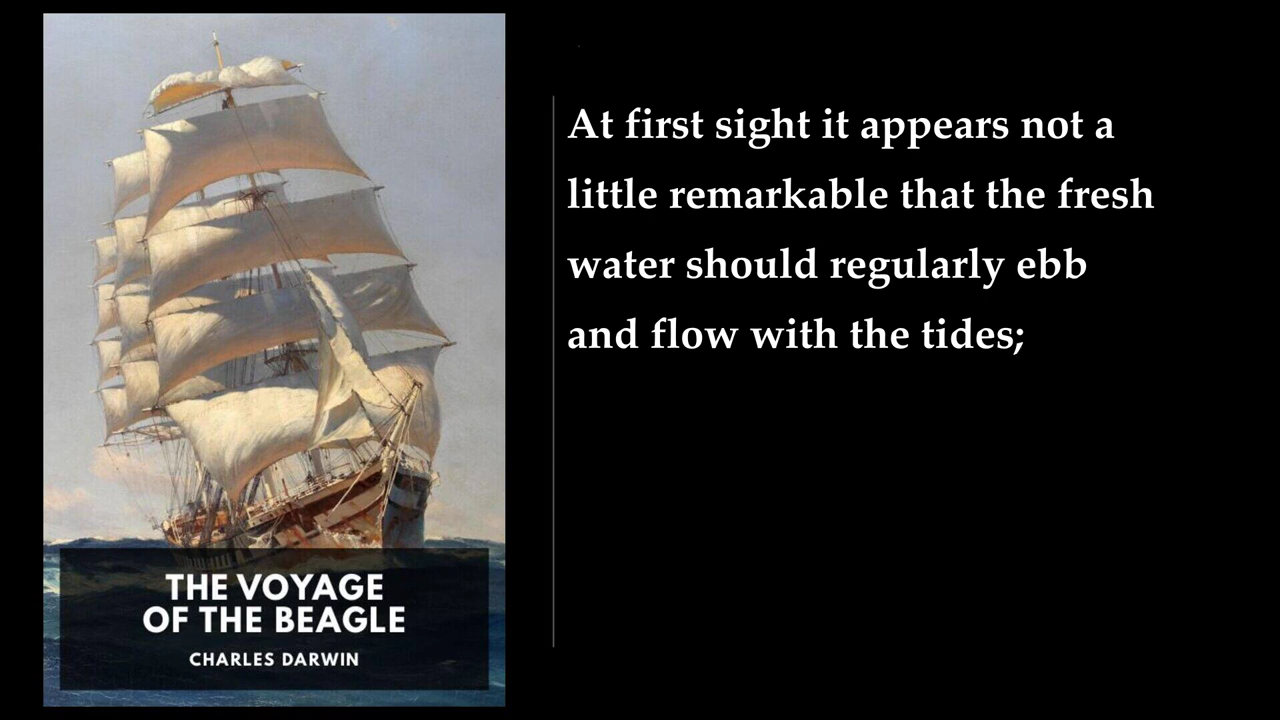 At first sight it appears not a
little remarkable that the fresh
water should regularly ebb
and flow with the tides;
THE VOYAGE
OF THE BEAGLE
CHARLES DARWIN